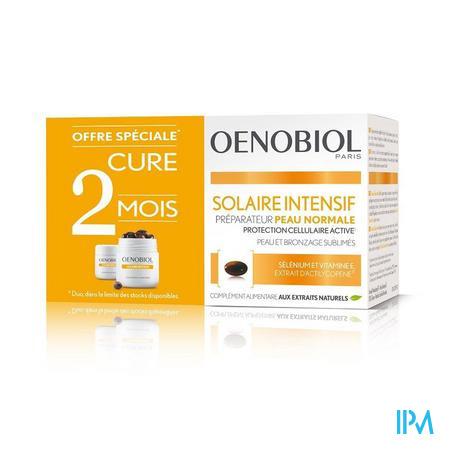 OFFRE SPÉCIALE*
CURE
2 MOIS
OENOBIOL
* Duo, dans la limite des stocks disponibles.
OENOBIOL
PARIS
SOLAIRE INTENSIF
PRÉPARATEUR PEAU NORMALE
PROTECTION CELLULAIRE ACTIVE
PEAU ET BRONZAGE SUBLIMÉS
SÉLÉNIUM ET VITAMINE E,
EXTRAIT D'ACTILYCOPÈNE
COMPLÉMENT ALIMENTAIRE AUX EXTRAITS NATURELS
IPM